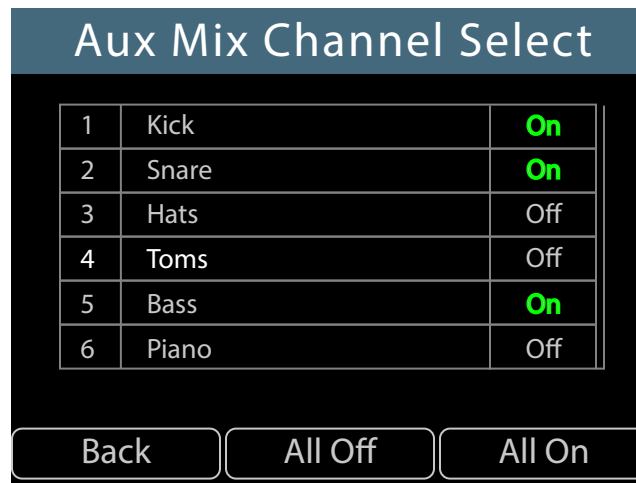 Aux Mix Channel Select
1 Kick On
2 Snare On
3 Hats Off
4 Toms Off
5 Bass On
6 Piano Off
Back All Off All On